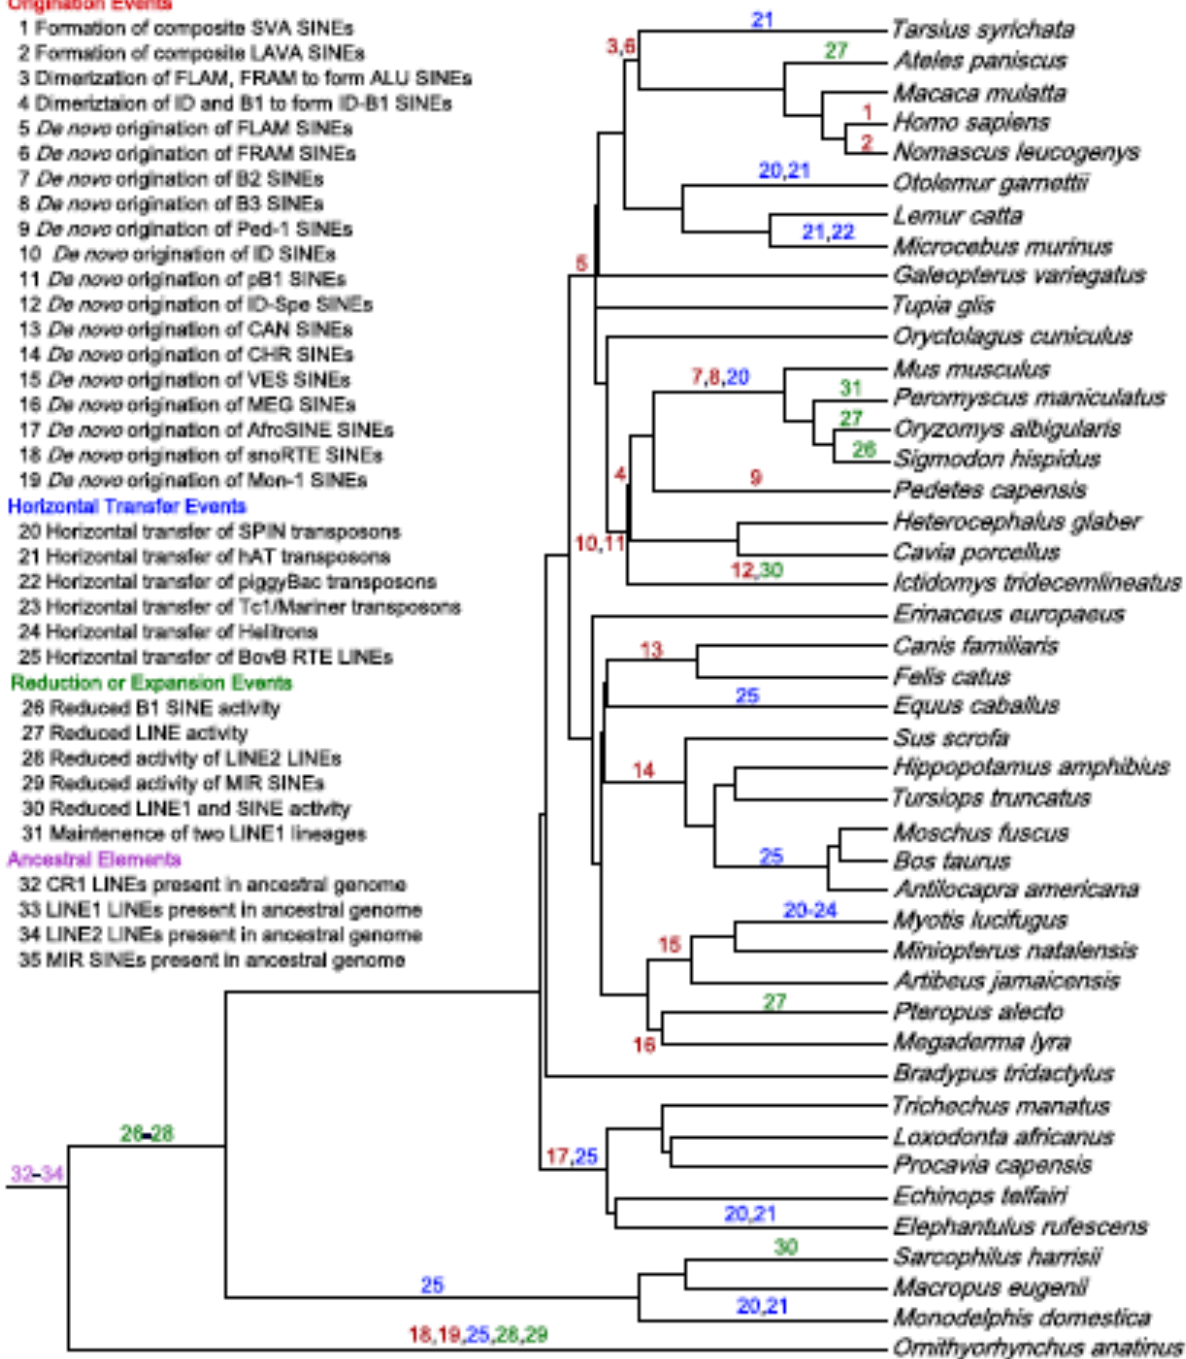 Origination Events
1 Formation of composite SVA SINEs
2 Formation of composite LAVA SINEs
3 Dimerization of FLAM, FRAM to form ALU SINEs
4 Dimeriztaion of ID and B1 to form ID-B1 SINEs
5 De novo origination of FLAM SINEs
6 De novo origination of FRAM SINEs
7 De novo origination of B2 SINEs
8 De novo origination of B3 SINEs
9 De novo origination of Ped-1 SINEs
10 De novo origination of ID SINEs
11 De novo origination of pB1 SINEs
12 De novo origination of ID-Spe SINEs
13 De novo origination of CAN SINEs
14 De novo origination of CHR SINEs
15 De novo origination of VES SINEs
16 De novo origination of MEG SINEs
17 De novo origination of AfroSINE SINEs
18 De novo origination of snoRTE SINEs
19 De novo origination of Mon-1 SINEs
Horizontal Transfer Events
20 Horizontal transfer of SPIN transposons
21 Horizontal transfer of hAT transposons
22 Horizontal transfer of piggyBac transposons
23 Horizontal transfer of Tc1/Mariner transposons
24 Horizontal transfer of Helitrons
25 Horizontal transfer of BovB RTE LINEs
Reduction or Expansion Events
26 Reduced B1 SINE activity
27 Reduced LINE activity
28 Reduced activity of LINE2 LINEs
29 Reduced activity of MIR SINEs
30 Reduced LINE1 and SINE activity
31 Maintenence of two LINE1 lineages
Ancestral Elements
32 CR1 LINEs present in ancestral genome
33 LINE1 LINEs present in ancestral genome
34 LINE2 LINEs present in ancestral genome
35 MIR SINEs present in ancestral genome
21
Tarsius syrichata
3,6
27
Ateles paniscus
Macaca mulatta
1
Homo sapiens
2
Nomascus leucogenys
20,21
Otolemur garnettii
Lemur catta
21,22
Microcebus murinus
5
Galeopterus variegatus
Tupia glis
Oryctolagus cuniculus
7,8,20
Mus musculus
31
Peromyscus maniculatus
27
Oryzomys albigularis
26
Sigmodon hispidus
4
9
Pedetes capensis
Heterocephalus glaber
10,11
Cavia porcellus
12,30
Ictidomys tridecemlineatus
Erinaceus europaeus
13
Canis familiaris
Felis catus
25
Equus caballus
Sus scrofa
14
Hippopotamus amphibius
Tursiops truncatus
Moschus fuscus
25
Bos taurus
Antilocapra americana
20-24
Myotis lucifugus
15
Miniopterus natalensis
Artibeus jamaicensis
27
Pteropus alecto
16
Megaderma lyra
Bradypus tridactylus
Trichechus manatus
Loxodonta africanus
17,25
Procavia capensis
Echinops telfairi
20,21
Elephantulus rufescens
26-28
32-34
30
Sarcophilus harrisii
25
Macropus eugenii
20,21
Monodelphis domestica
18,19,25,28,29
Ornithyorhynchus anatinus